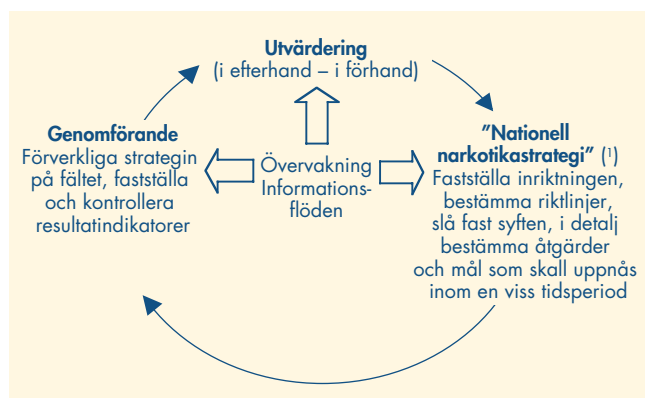 Utvärdering
(i efterhand – i förhand)
Genomförande
Förverkliga strategin
på fältet, fastställa
och kontrollera
resultatindikatorer
Övervakning
Informations-
flöden
”Nationell
narkotikastrategi” (¹)
Fastställa inriktningen,
bestämma riktlinjer,
slå fast syften, i detalj
bestämma åtgärder
och mål som skall uppnås
inom en viss tidsperiod